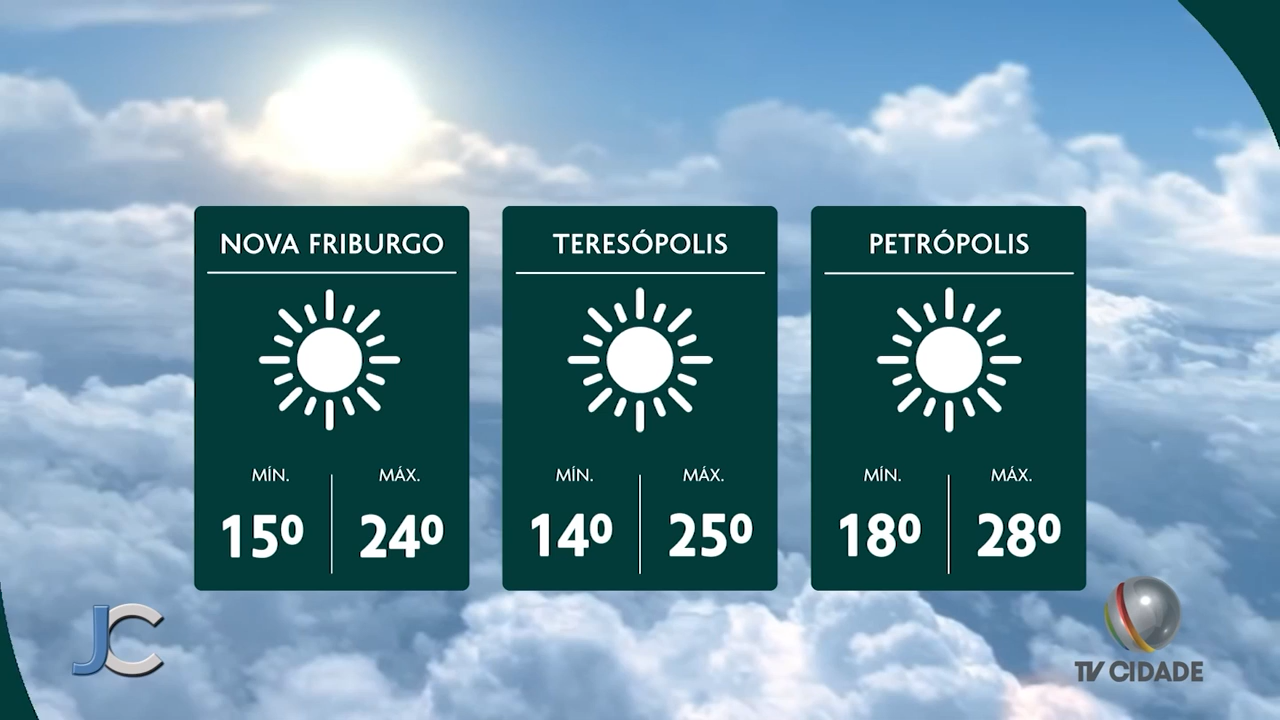 NOVA FRIBURGO
MÍN. MÁX.
15º 24º
TERESÓPOLIS
MÍN. MÁX.
14º 25º
PETRÓPOLIS
MÍN. MÁX.
18º 28º
JC
TV CIDADE